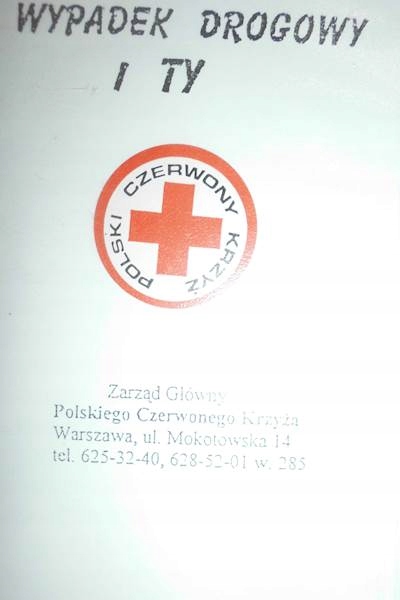 WYPADEK DROGOWY
I TY
POLSKI CZERWONY KRZYŻ
Zarząd Główny
Polskiego Czerwonego Krzyża
Warszawa, ul. Mokotowska 14
tel. 625-32-40, 628-52-01 w. 285